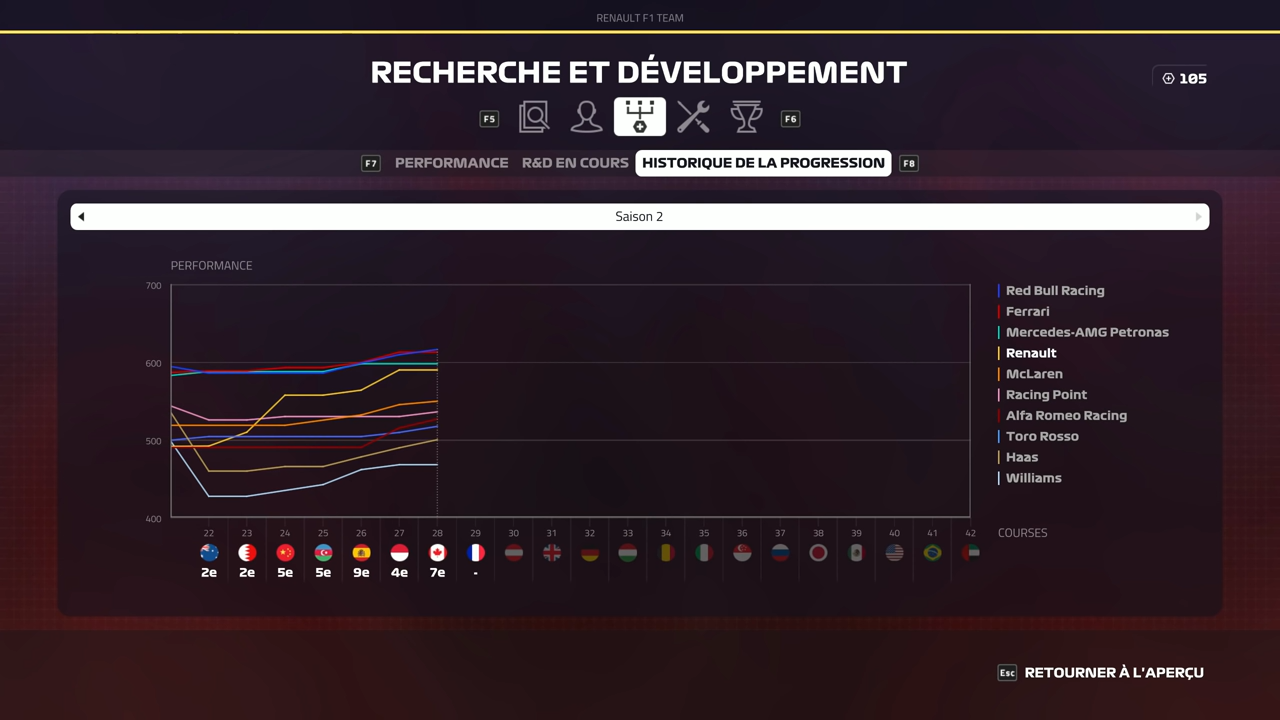 RENAULT F1 TEAM
RECHERCHE ET DÉVELOPPEMENT
105
F5 F6
F7 PERFORMANCE R&D EN COURS HISTORIQUE DE LA PROGRESSION F8
Saison 2
PERFORMANCE
700
600
500
400
Red Bull Racing
Ferrari
Mercedes-AMG Petronas
Renault
McLaren
Racing Point
Alfa Romeo Racing
Toro Rosso
Haas
Williams
22 23 24 25 26 27 28 29 30 31 32 33 34 35 36 37 38 39 40 41 42 COURSES
2e 2e 5e 5e 9e 4e 7e -
Esc RETOURNER À L'APERÇU